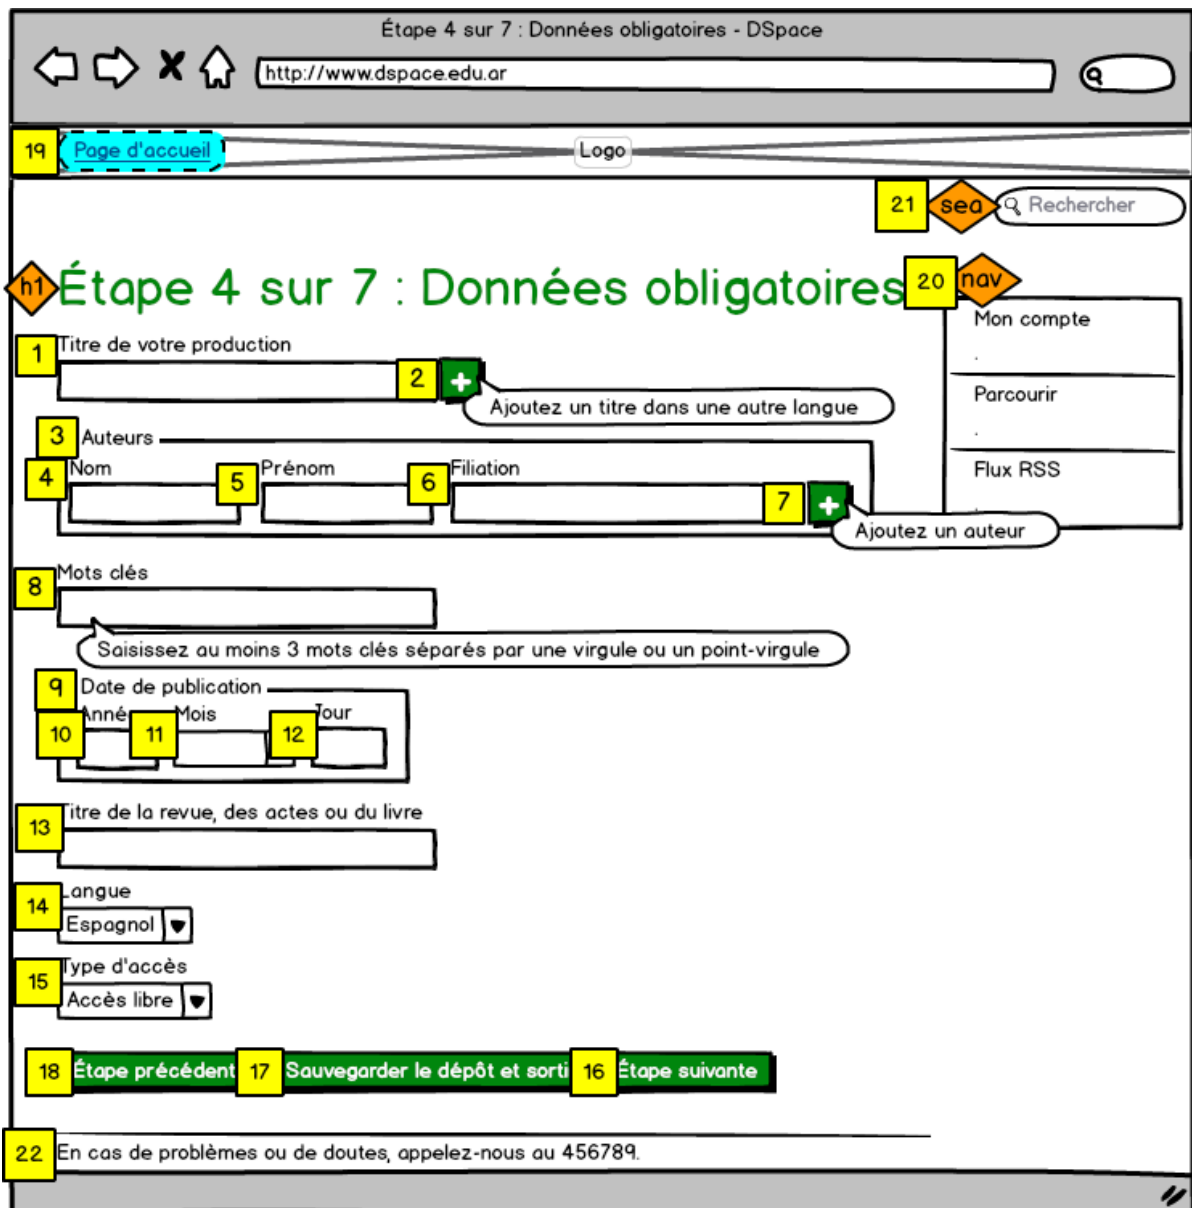 Étape 4 sur 7 : Données obligatoires - DSpace
http://www.dspace.edu.ar
19 Page d'accueil Logo
21 sea Rechercher
h1 Étape 4 sur 7 : Données obligatoires 20 nav
Mon compte
.
Parcourir
.
Flux RSS
1 Titre de votre production
2 +
Ajoutez un titre dans une autre langue
3 Auteurs
4 Nom 5 Prénom 6 Filiation
7 +
Ajoutez un auteur
8 Mots clés
Saisissez au moins 3 mots clés séparés par une virgule ou un point-virgule
9 Date de publication
10 Anné 11 Mois 12 Jour
13 Titre de la revue, des actes ou du livre
14 Langue
Espagnol
15 Type d'accès
Accès libre
18 Étape précédent 17 Sauvegarder le dépôt et sorti 16 Étape suivante
22 En cas de problèmes ou de doutes, appelez-nous au 456789.